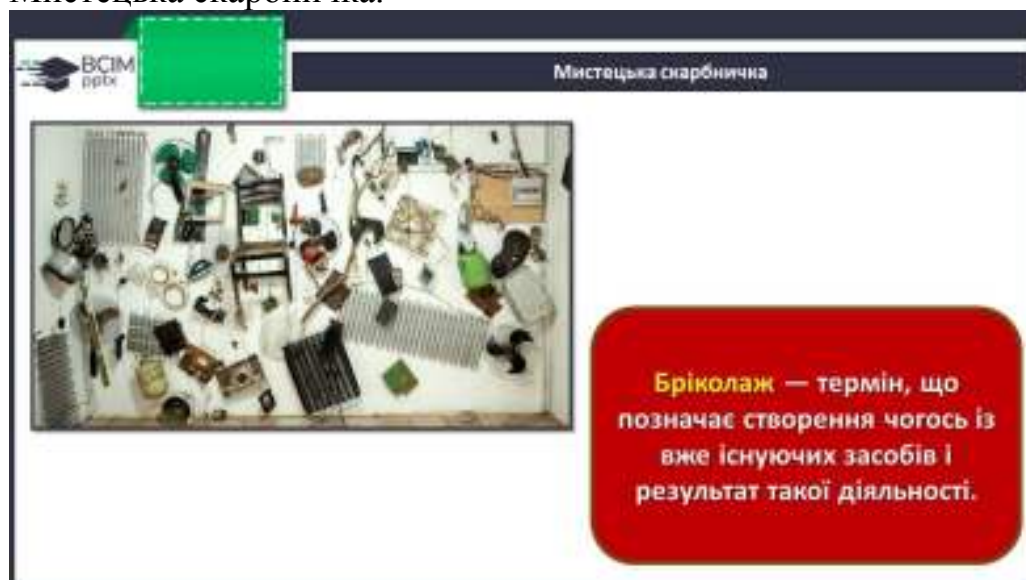 Мистецька скарбничка.
ВСІМ
pptx
Мистецька скарбничка
Бріколаж — термін, що
позначає створення чогось із
вже існуючих засобів і
результат такої діяльності.